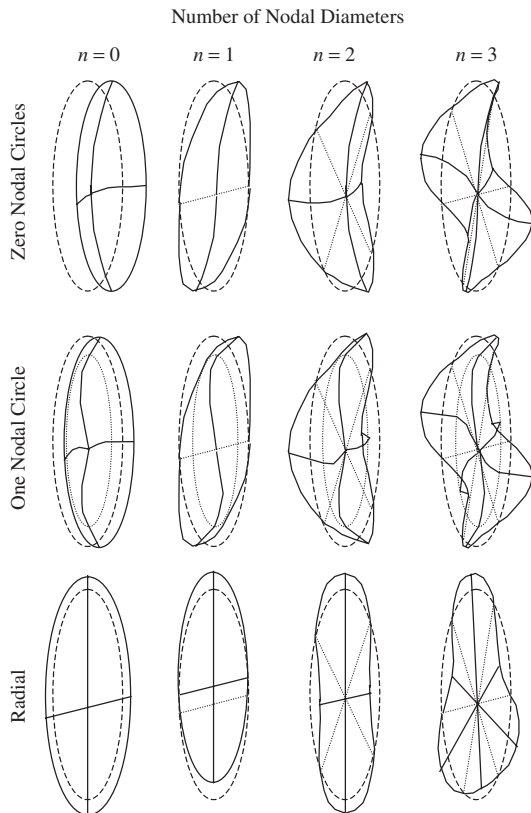 Number of Nodal Diameters
n = 0 n = 1 n = 2 n = 3
Zero Nodal Circles
One Nodal Circle
Radial